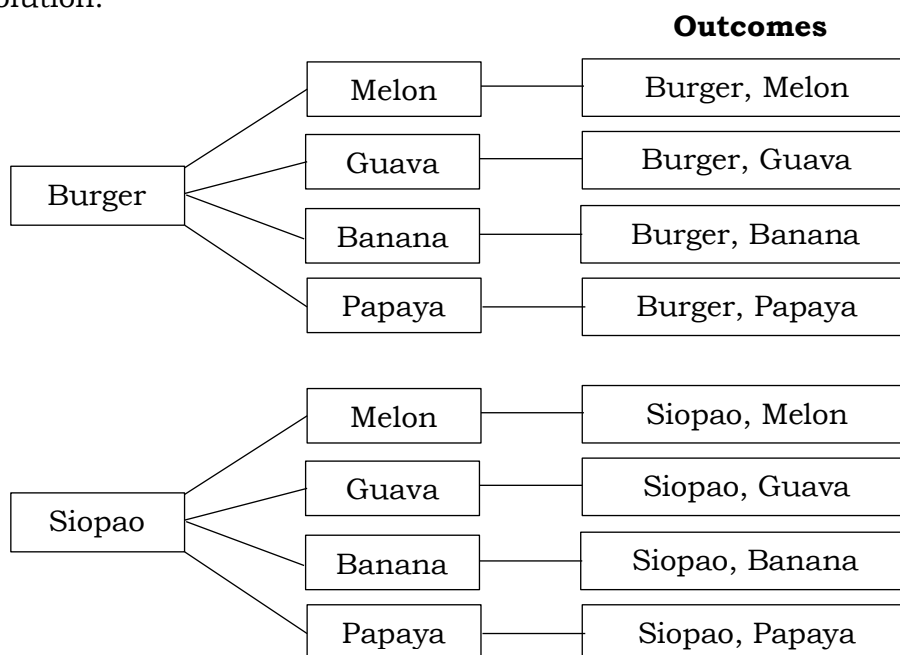 Outcomes
Melon
Burger, Melon
Guava
Burger, Guava
Burger
Banana
Burger, Banana
Papaya
Burger, Papaya
Melon
Siopao, Melon
Guava
Siopao, Guava
Siopao
Banana
Siopao, Banana
Papaya
Siopao, Papaya